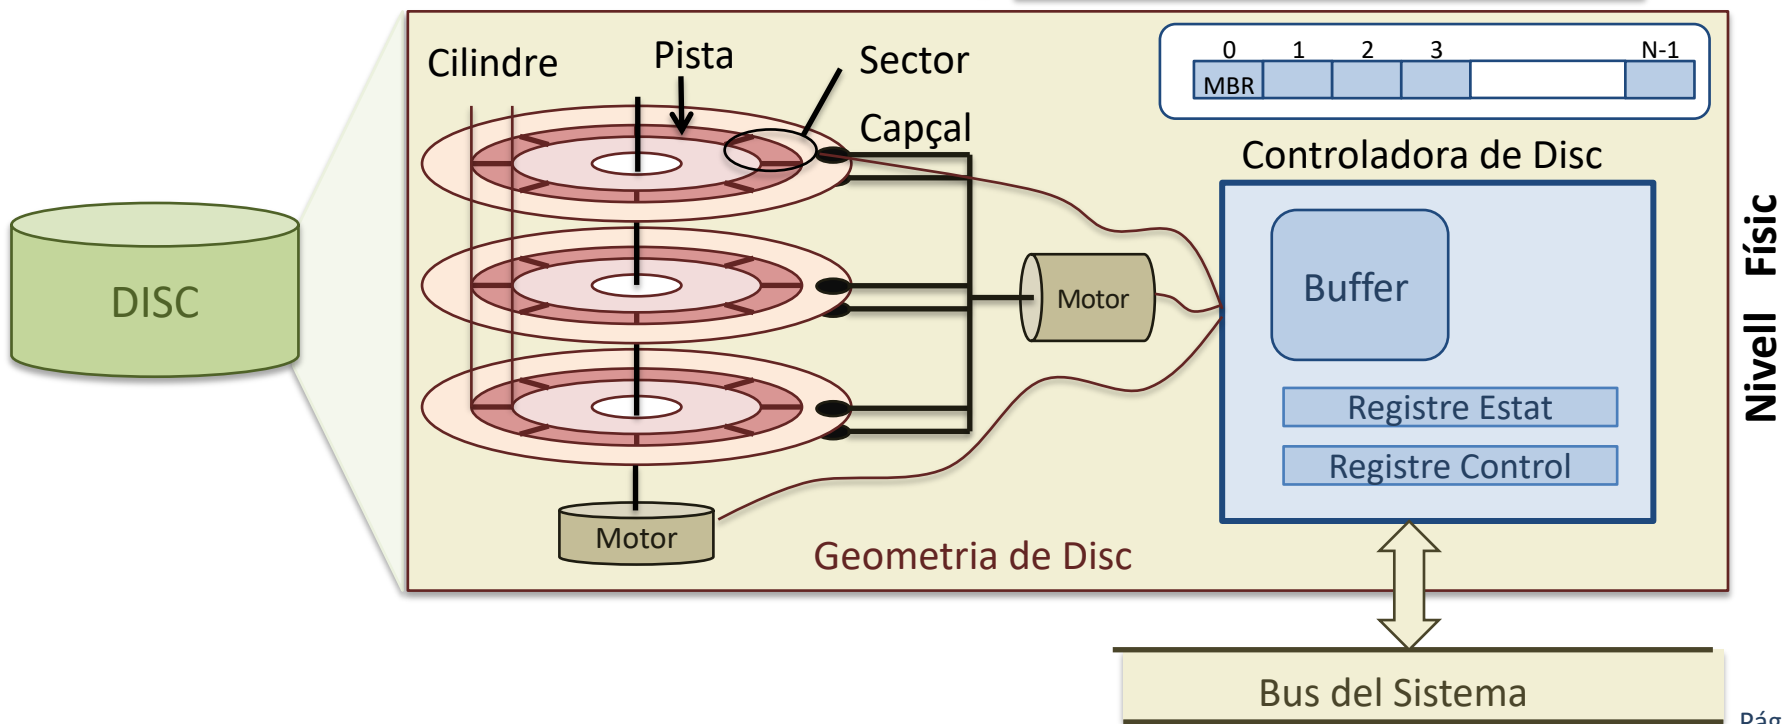 Cilindre
Pista
Sector
Capçal
0 1 2 3 N-1
MBR
Controladora de Disc
DISC
Motor
Buffer
Registre Estat
Registre Control
Motor
Geometria de Disc
Nivell Físic
Bus del Sistema
Pág